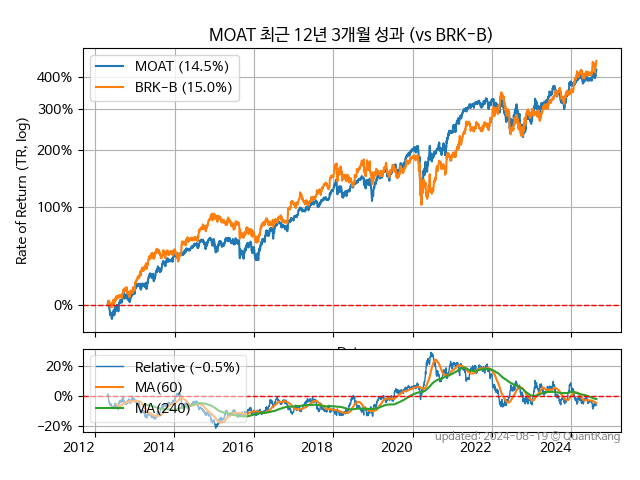 MOAT 최근 12년 3개월 성과 (vs BRK-B)
MOAT (14.5%)
BRK-B (15.0%)
400%
300%
200%
100%
0%
Rate of Return (TR, log)
Relative (-0.5%)
MA(60)
MA(240)
20%
0%
-20%
2012 2014 2016 2018 2020 2022 2024
updated: 2024-08-19 © QuantKang